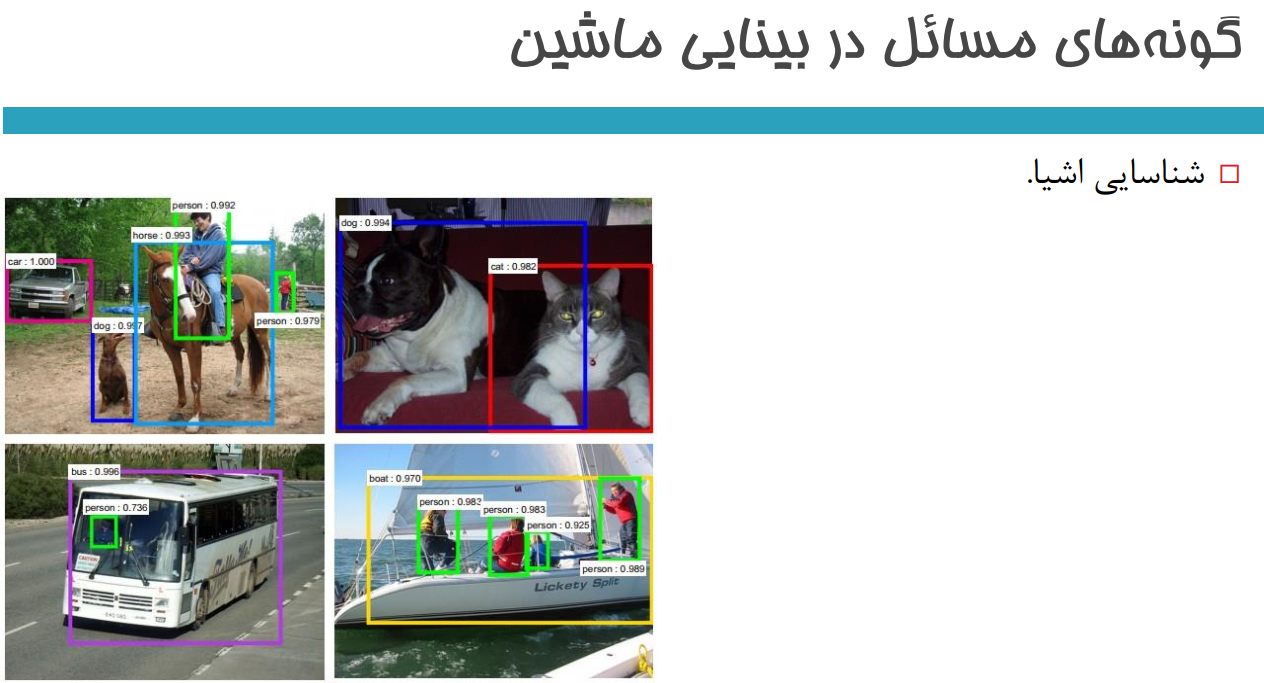 گونه‌های مسائل در بینایی ماشین
شناسایی اشیا.
person : 0.992
horse : 0.993
car : 1.000
dog : 0.997
person : 0.979
dog : 0.994
cat : 0.982
bus : 0.996
person : 0.736
boat : 0.970
person : 0.983
person : 0.983
person : 0.925
person : 0.989
Lickety Split